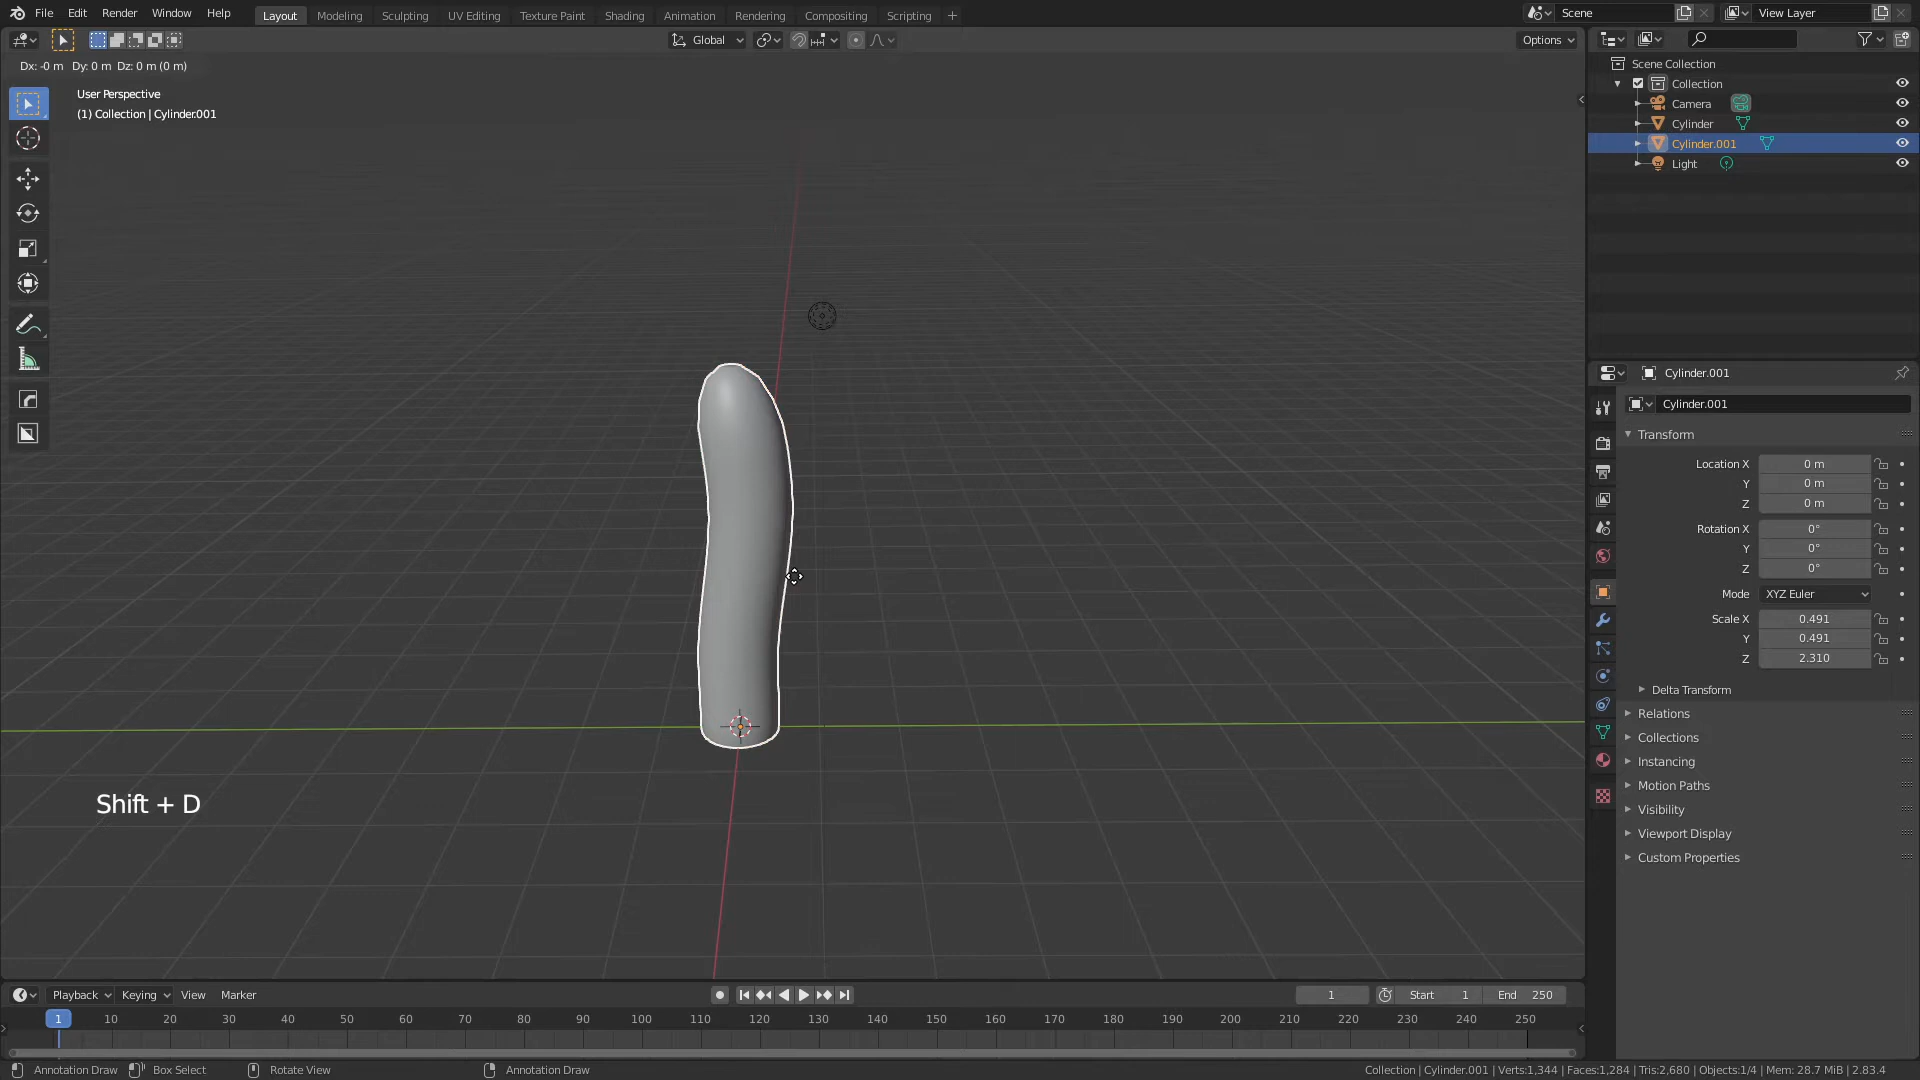 File Edit Render Window Help Layout Modeling Sculpting UV Editing Texture Paint Shading Animation Rendering Compositing Scripting + Scene View Layer
Global Options
Dx: -0 m Dy: 0 m Dz: 0 m (0 m)
User Perspective
(1) Collection | Cylinder.001
Scene Collection
Collection
Camera
Cylinder
Cylinder.001
Light
Cylinder.001
Cylinder.001
Transform
Location X 0 m
Y 0 m
Z 0 m
Rotation X 0°
Y 0°
Z 0°
Mode XYZ Euler
Scale X 0.491
Y 0.491
Z 2.310
Delta Transform
Relations
Collections
Instancing
Motion Paths
Visibility
Viewport Display
Custom Properties
Shift + D
Playback Keying View Marker 1 Start 1 End 250
1 10 20 30 40 50 60 70 80 90 100 110 120 130 140 150 160 170 180 190 200 210 220 230 240 250
Annotation Draw Box Select Rotate View Annotation Draw Collection | Cylinder.001 | Verts:1,344 | Faces:1,284 | Tris:2,680 | Objects:1/4 | Mem: 28.7 MiB | 2.83.4